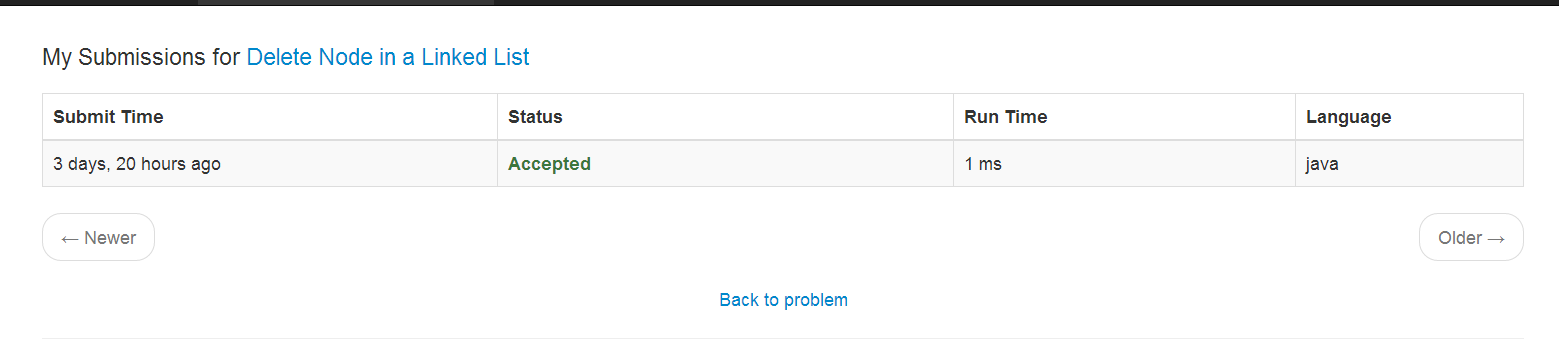 My Submissions for Delete Node in a Linked List
Submit Time Status Run Time Language
3 days, 20 hours ago Accepted 1 ms java
← Newer Older →
Back to problem